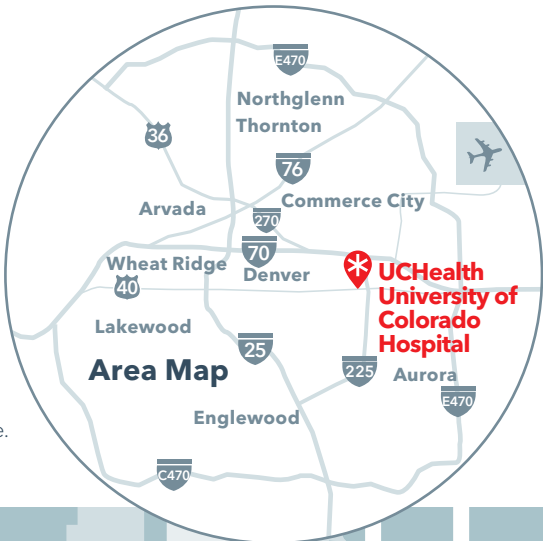 E470
Northglenn
Thornton
36
76
Arvada
Commerce City
270
70
Wheat Ridge
Denver
40
UCHealth
University of
Colorado
Hospital
Lakewood
25
Area Map
225
Aurora
E470
Englewood
e.
C470